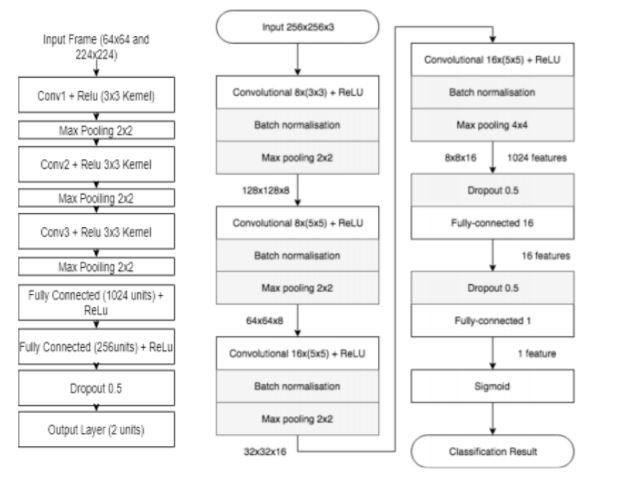 Input Frame (64x64 and
224x224)
Conv1 + Relu (3x3 Kernel)
Max Pooling 2x2
Conv2 + Relu 3x3 Kernel
Max Pooiling 2x2
Conv3 + Relu 3x3 Kernel
Max Pooiling 2x2
Fully Connected (1024 units) +
ReLu
Fully Connected (256units) + ReLu
Dropout 0.5
Output Layer (2 units)
Input 256x256x3
Convolutional 8x(3x3) + ReLU
Batch normalisation
Max pooling 2x2
128x128x8
Convolutional 8x(5x5) + ReLU
Batch normalisation
Max pooling 2x2
64x64x8
Convolutional 16x(5x5) + ReLU
Batch normalisation
Max pooling 2x2
32x32x16
Convolutional 16x(5x5) + ReLU
Batch normalisation
Max pooling 4x4
8x8x16 1024 features
Dropout 0.5
Fully-connected 16
16 features
Dropout 0.5
Fully-connected 1
1 feature
Sigmoid
Classification Result